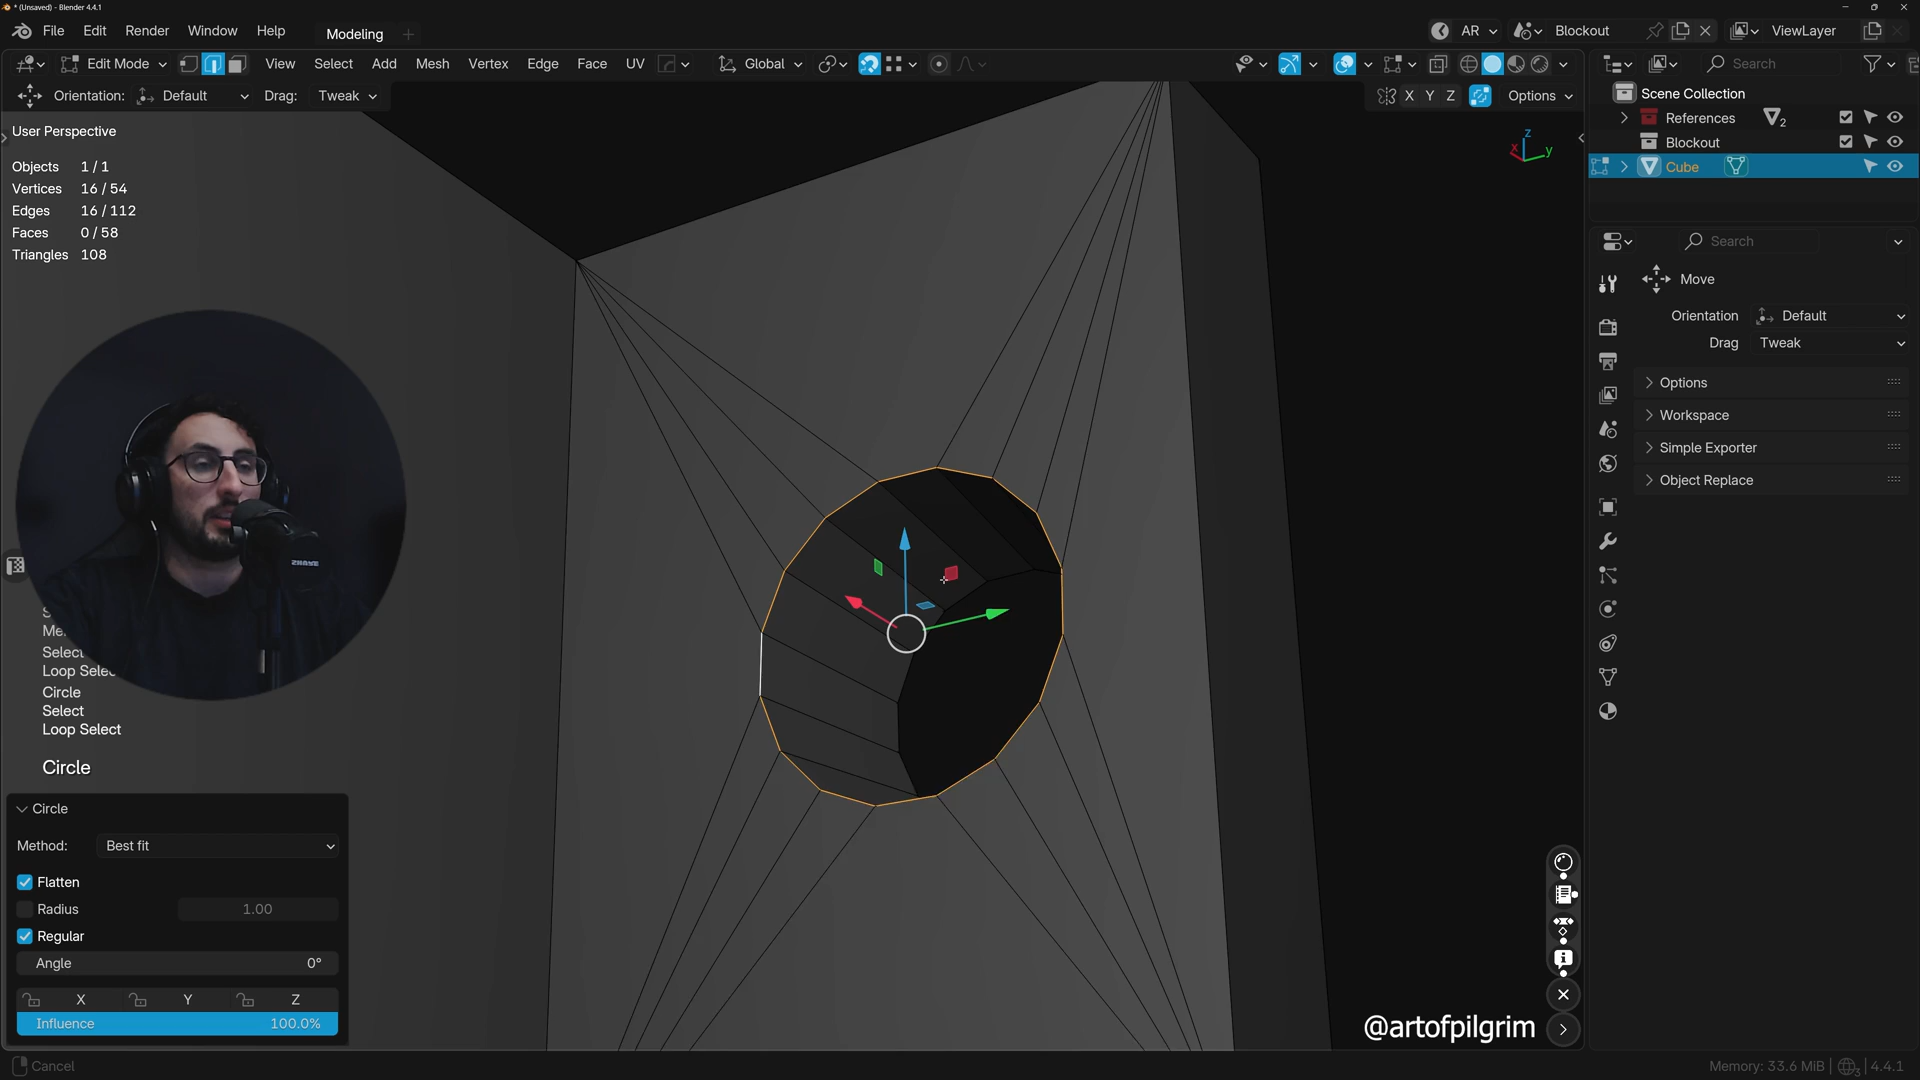 * (Unsaved) - Blender 4.4.1
File Edit Render Window Help Modeling AR Blockout ViewLayer
Edit Mode View Select Add Mesh Vertex Edge Face UV Global Search
Orientation: Default Drag: Tweak X Y Z Options
Scene Collection
References 2
Blockout
Cube
User Perspective
Objects 1 / 1
Vertices 16 / 54
Edges 16 / 112
Faces 0 / 58
Triangles 108
z
x y
Search
Move
Orientation Default
Drag Tweak
Options
Workspace
Simple Exporter
Object Replace
SHURE
Select
Circle
Select
Loop Select
Circle
Circle
Method: Best fit
Flatten
Radius 1.00
Regular
Angle 0°
X Y Z
Influence 100.0%
@artofpilgrim
Cancel
Memory: 33.6 MiB 3 4.4.1